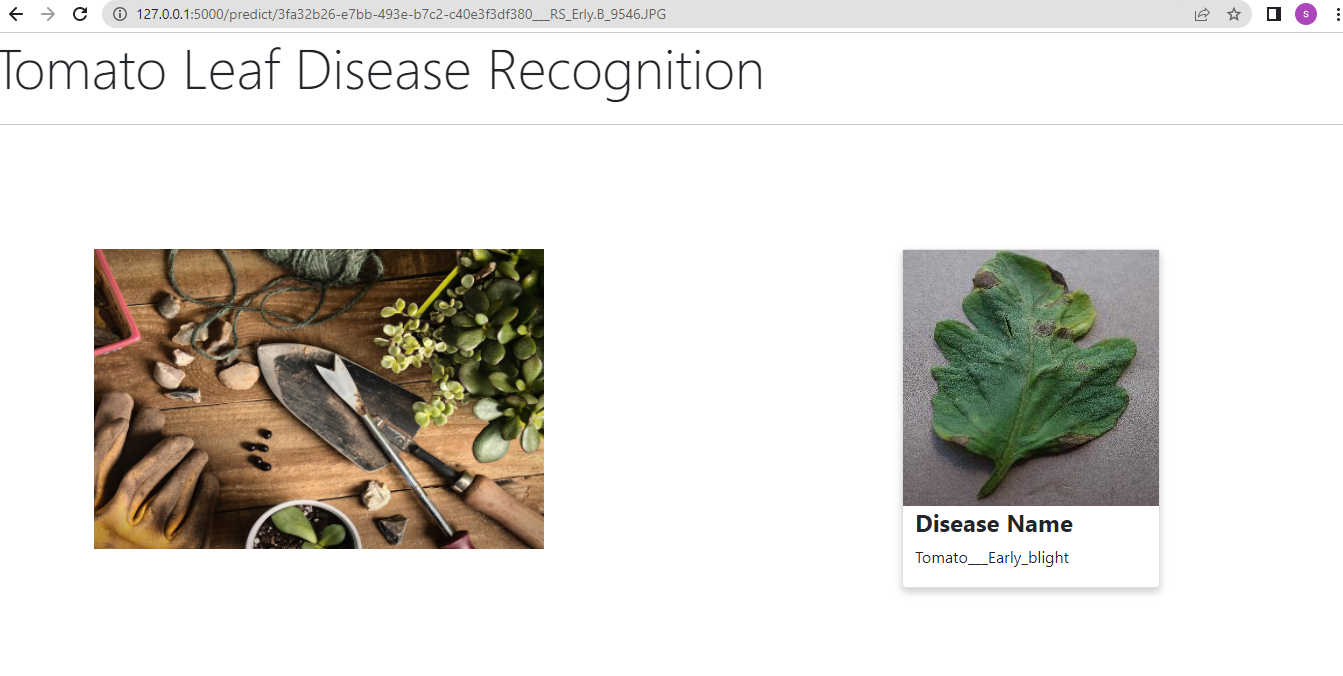 127.0.0.1:5000/predict/3fa32b26-e7bb-493e-b7c2-c40e3f3df380___RS_Erly.B_9546.JPG
S
Tomato Leaf Disease Recognition
Disease Name
Tomato___Early_blight